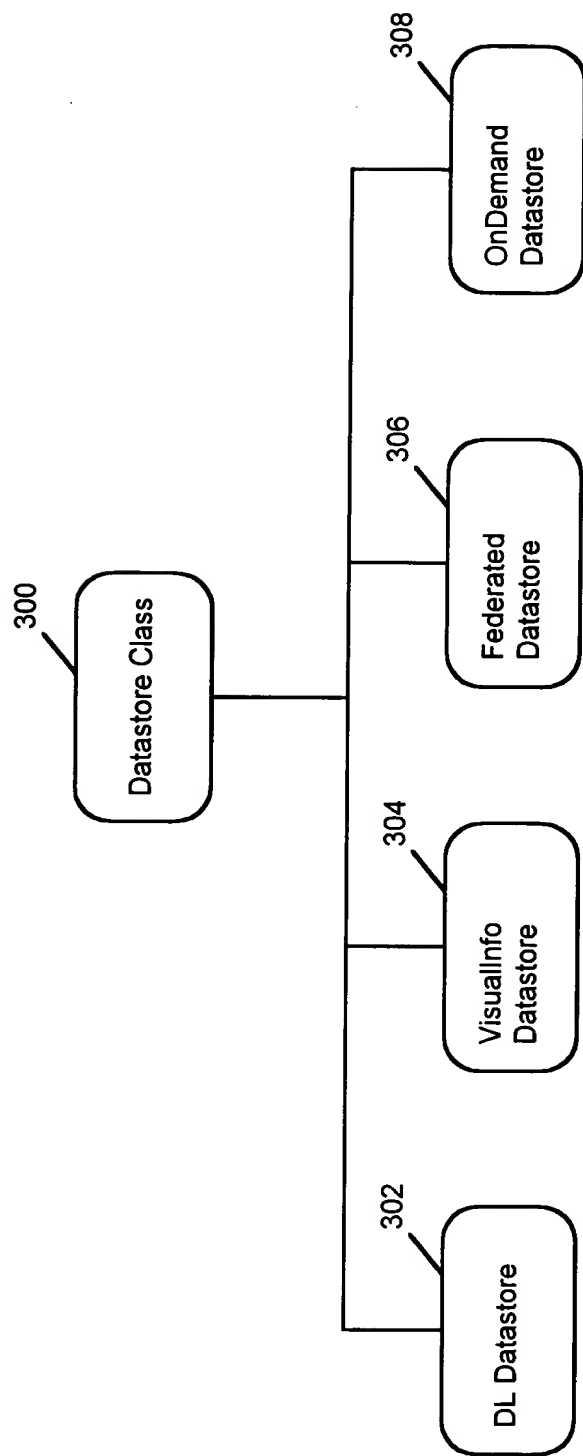 300
Datastore Class
302
DL Datastore
304
VisualInfo
Datastore
306
Federated
Datastore
308
OnDemand
Datastore